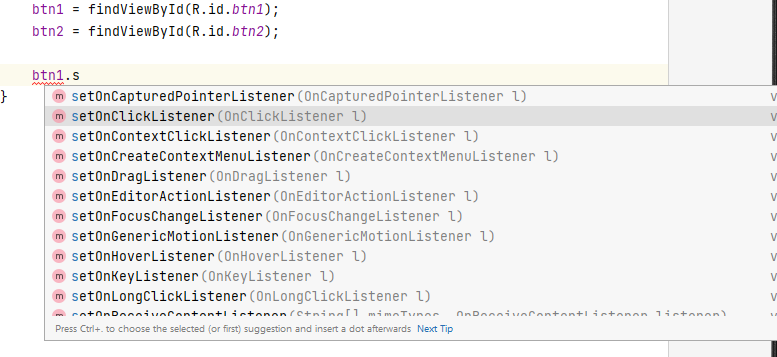 btn1 = findViewById(R.id.btn1);
btn2 = findViewById(R.id.btn2);
btn1.s
}
m setOnCapturedPointerListener(OnCapturedPointerListener l) v
m setOnClickListener(OnClickListener l) v
m setOnContextClickListener(OnContextClickListener l) v
m setOnCreateContextMenuListener(OnCreateContextMenuListener l) v
m setOnDragListener(OnDragListener l) v
m setOnEditorActionListener(OnEditorActionListener l) v
m setOnFocusChangeListener(OnFocusChangeListener l) v
m setOnGenericMotionListener(OnGenericMotionListener l) v
m setOnHoverListener(OnHoverListener l) v
m setOnKeyListener(OnKeyListener l) v
m setOnLongClickListener(OnLongClickListener l) v
m setOnReceiveContentListener(String[] mimeTypes, OnReceiveContentListener listener) v
Press Ctrl+. to choose the selected (or first) suggestion and insert a dot afterwards Next Tip